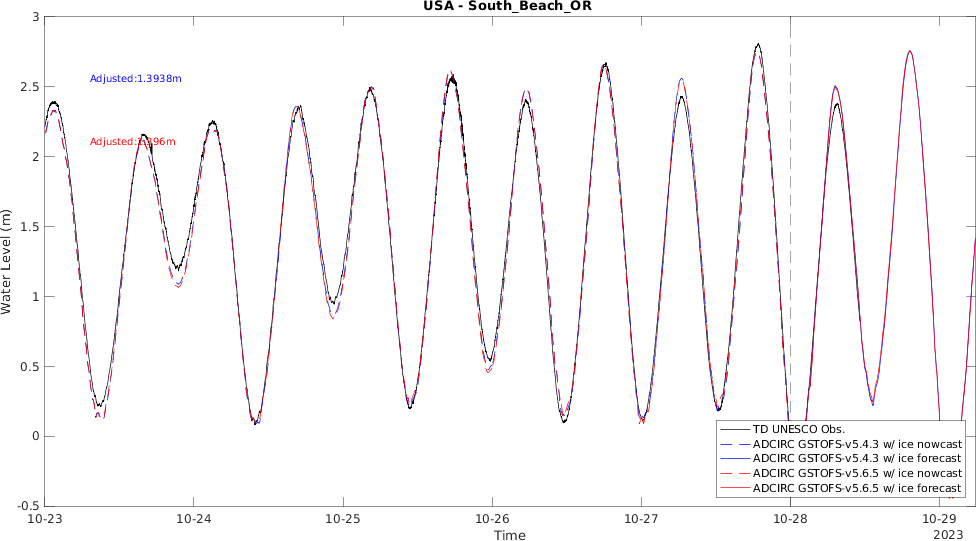 USA - South_Beach_OR
3
2.5
2
1.5
1
0.5
0
-0.5
Water Level (m)
Adjusted:1.3938m
Adjusted:1.396m
TD UNESCO Obs.
ADCIRC GSTOFS-v5.4.3 w/ ice nowcast
ADCIRC GSTOFS-v5.4.3 w/ ice forecast
ADCIRC GSTOFS-v5.6.5 w/ ice nowcast
ADCIRC GSTOFS-v5.6.5 w/ ice forecast
10-23 10-24 10-25 10-26 10-27 10-28 10-29
Time
2023